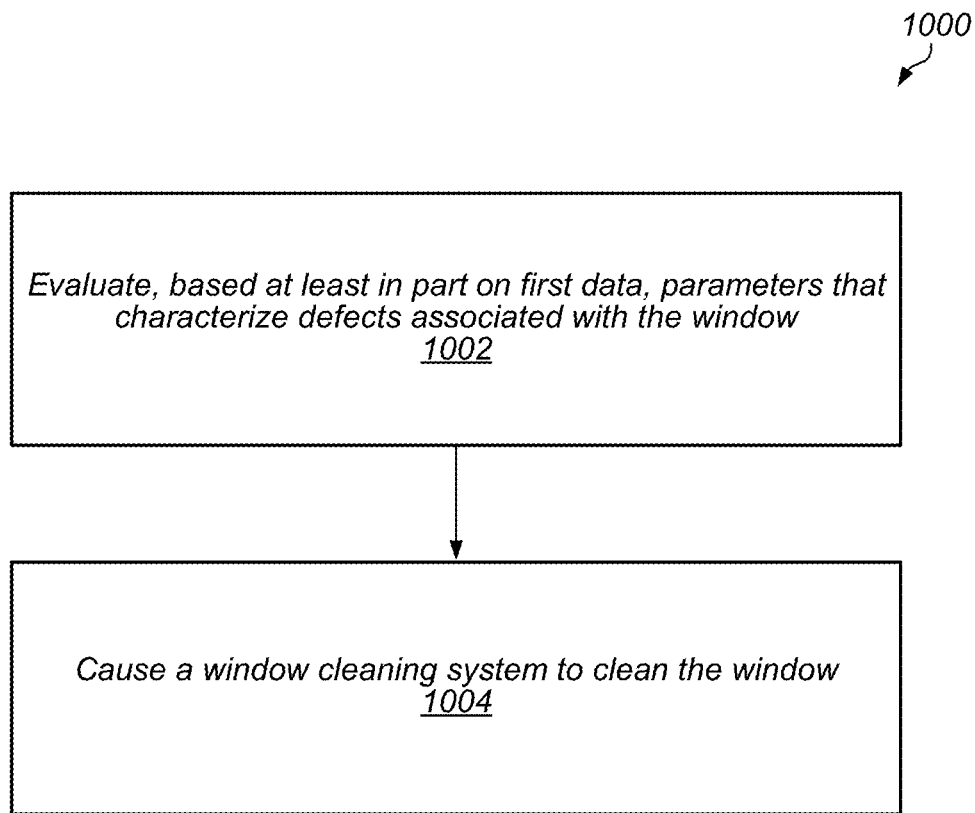 1000
Evaluate, based at least in part on first data, parameters that
characterize defects associated with the window
1002
Cause a window cleaning system to clean the window
1004